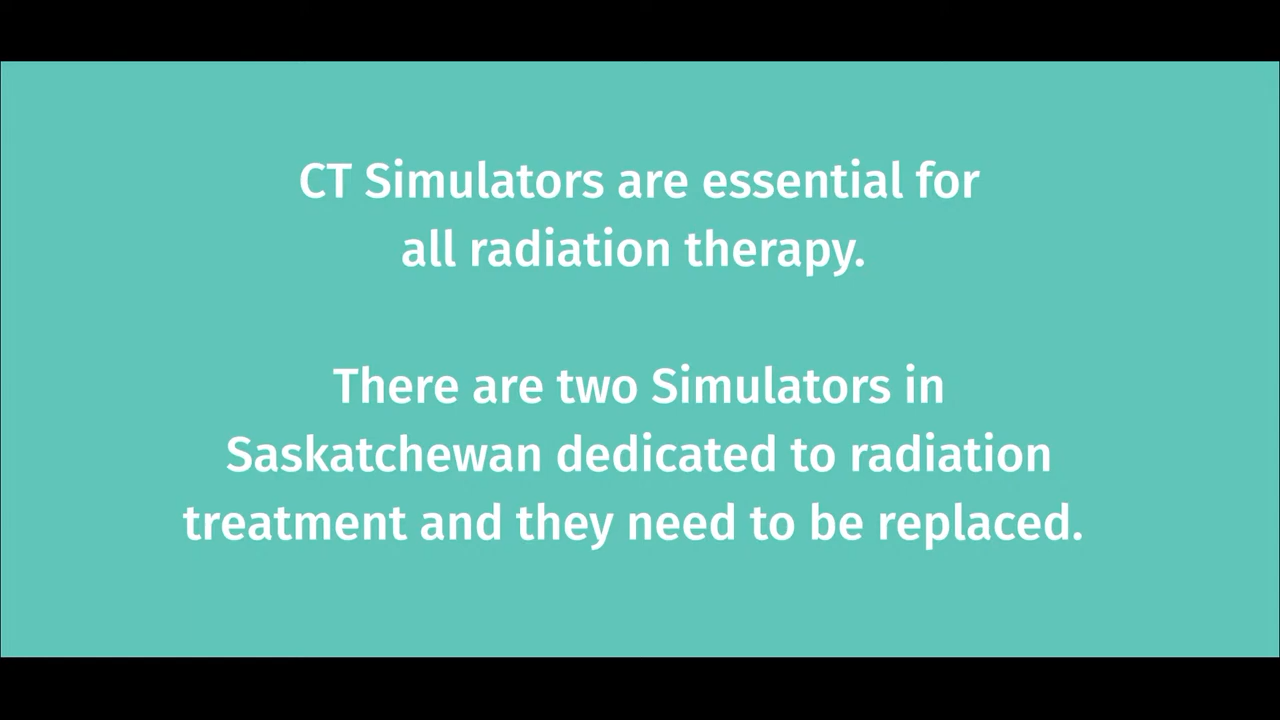 CT Simulators are essential for
all radiation therapy.
There are two Simulators in
Saskatchewan dedicated to radiation
treatment and they need to be replaced.